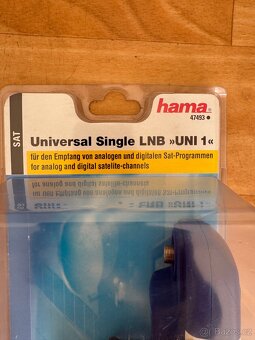 hama
47493 ●
SAT
Universal Single LNB »UNI 1«
für den Empfang von analogen und digitalen Sat-Programmen
for analog and digital satelite-channels